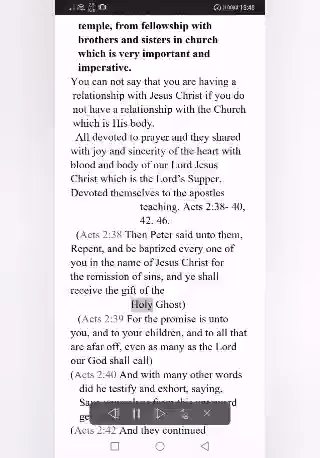 15:48
temple, from fellowship with
brothers and sisters in church
which is very important and
imperative.
You can not say that you are having a
relationship with Jesus Christ if you do
not have a relationship with the Church
which is His body.
All devoted to prayer and they shared
with joy and sincerity of the heart with
blood and body of our Lord Jesus
Christ which is the Lord's Supper.
Devoted themselves to the apostles
teaching. Acts 2:38- 40,
42. 46.
(Acts 2:38 Then Peter said unto them,
Repent, and be baptized every one of
you in the name of Jesus Christ for
the remission of sins, and ye shall
receive the gift of the
Holy Ghost)
(Acts 2:39 For the promise is unto
you, and to your children, and to all that
are afar off, even as many as the Lord
our God shall call)
(Acts 2:40 And with many other words
did he testify and exhort, saying,
(Acts 2:42 And they continued